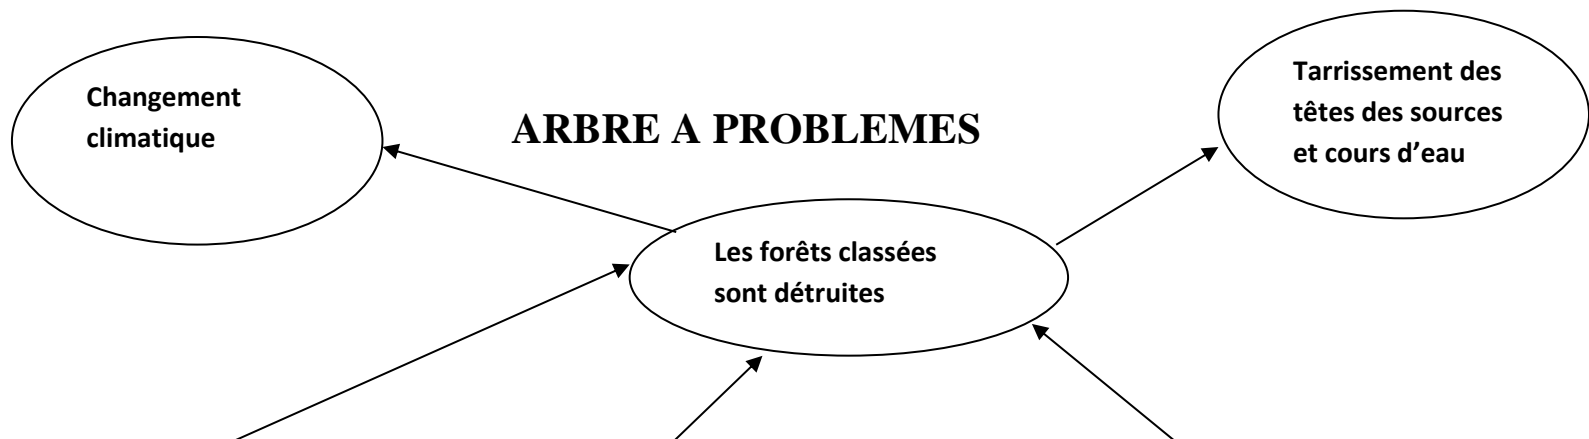 Changement
climatique
ARBRE A PROBLEMES
Tarrissement des
têtes des sources
et cours d’eau
Les forêts classées
sont détruites